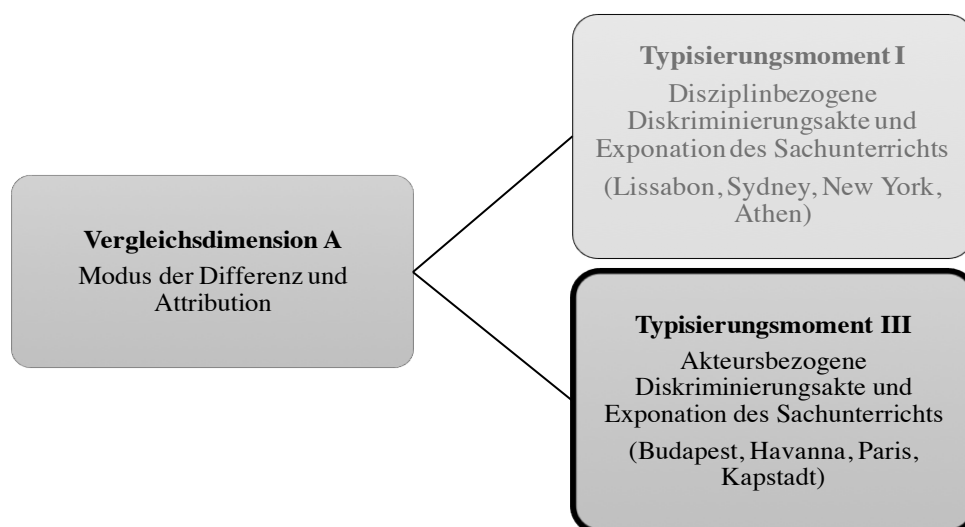 Typisierungsmoment I
Disziplinbezogene
Diskriminierungsakte und
Exponation des Sachunterrichts
(Lissabon, Sydney, New York,
Athen)
Vergleichsdimension A
Modus der Differenz und
Attribution
Typisierungsmoment III
Akteursbezogene
Diskriminierungsakte und
Exponation des Sachunterrichts
(Budapest, Havanna, Paris,
Kapstadt)